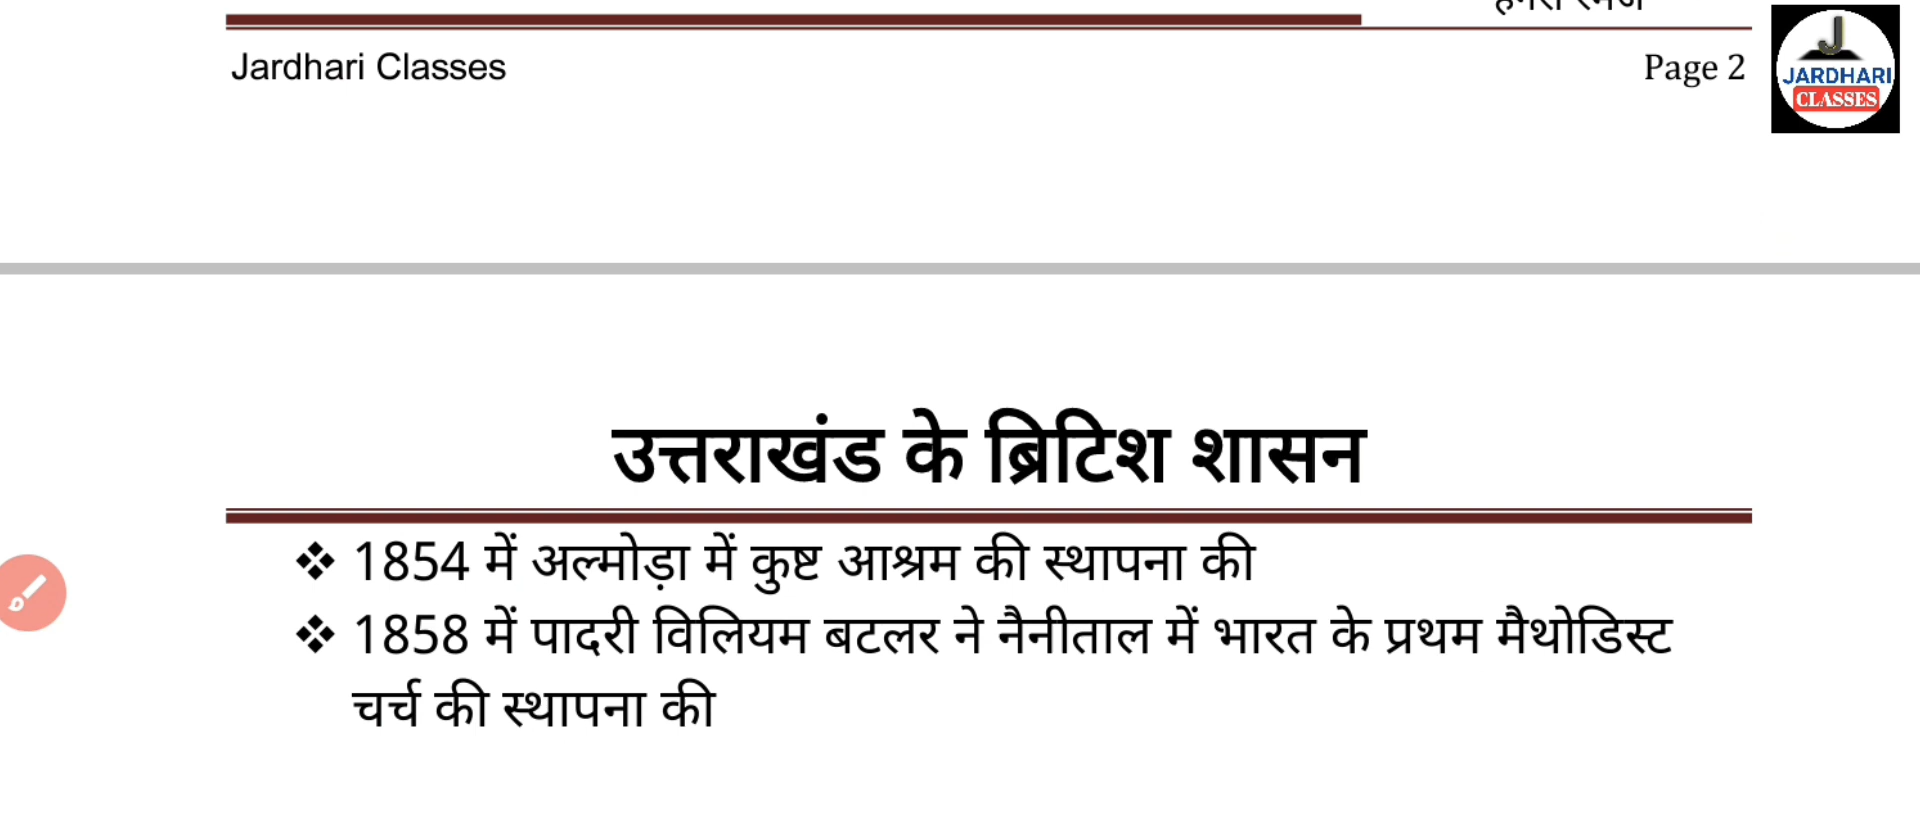 Jardhari Classes
Page 2
J
JARDHARI
CLASSES
उत्तराखंड के ब्रिटिश शासन
❖ 1854 में अल्मोड़ा में कुष्ट आश्रम की स्थापना की
❖ 1858 में पादरी विलियम बटलर ने नैनीताल में भारत के प्रथम मैथोडिस्ट
चर्च की स्थापना की